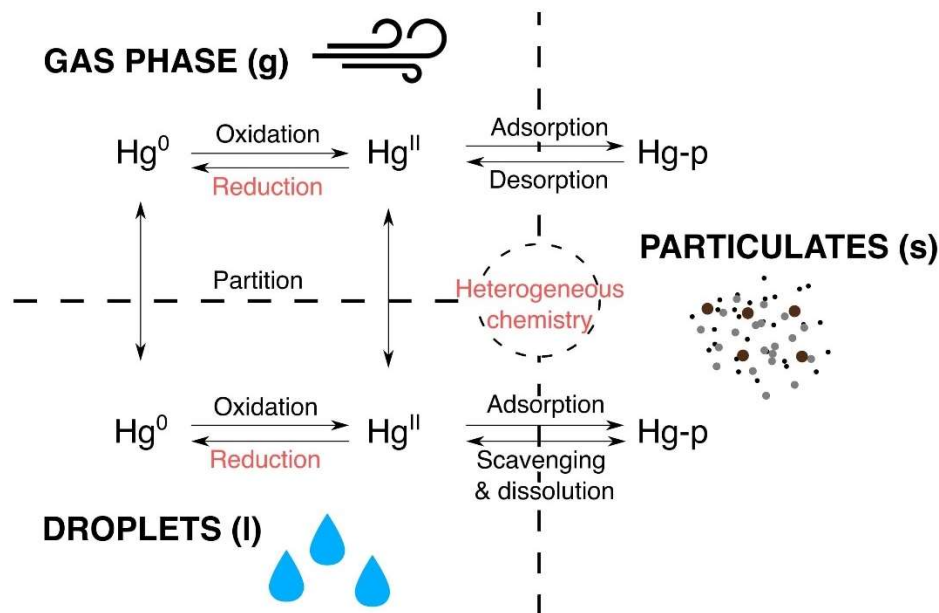 GAS PHASE (g)
Hg⁰
Oxidation
Reduction
Hgᴵᴵ
Adsorption
Desorption
Hg-p
Partition
Heterogeneous
chemistry
PARTICULATES (s)
Hg⁰
Oxidation
Reduction
Hgᴵᴵ
Adsorption
Scavenging
& dissolution
Hg-p
DROPLETS (l)